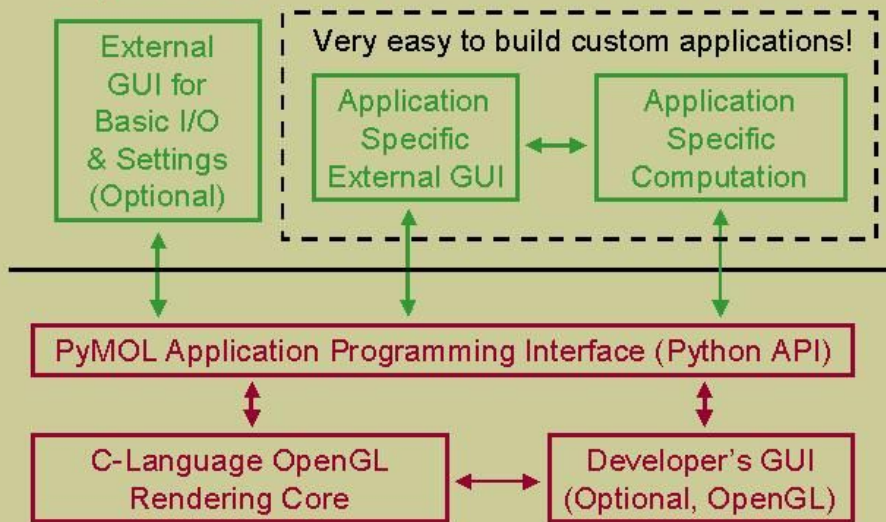 External
GUI for
Basic I/O
& Settings
(Optional)
Very easy to build custom applications!
Application
Specific
External GUI
Application
Specific
Computation
PyMOL Application Programming Interface (Python API)
C-Language OpenGL
Rendering Core
Developer's GUI
(Optional, OpenGL)